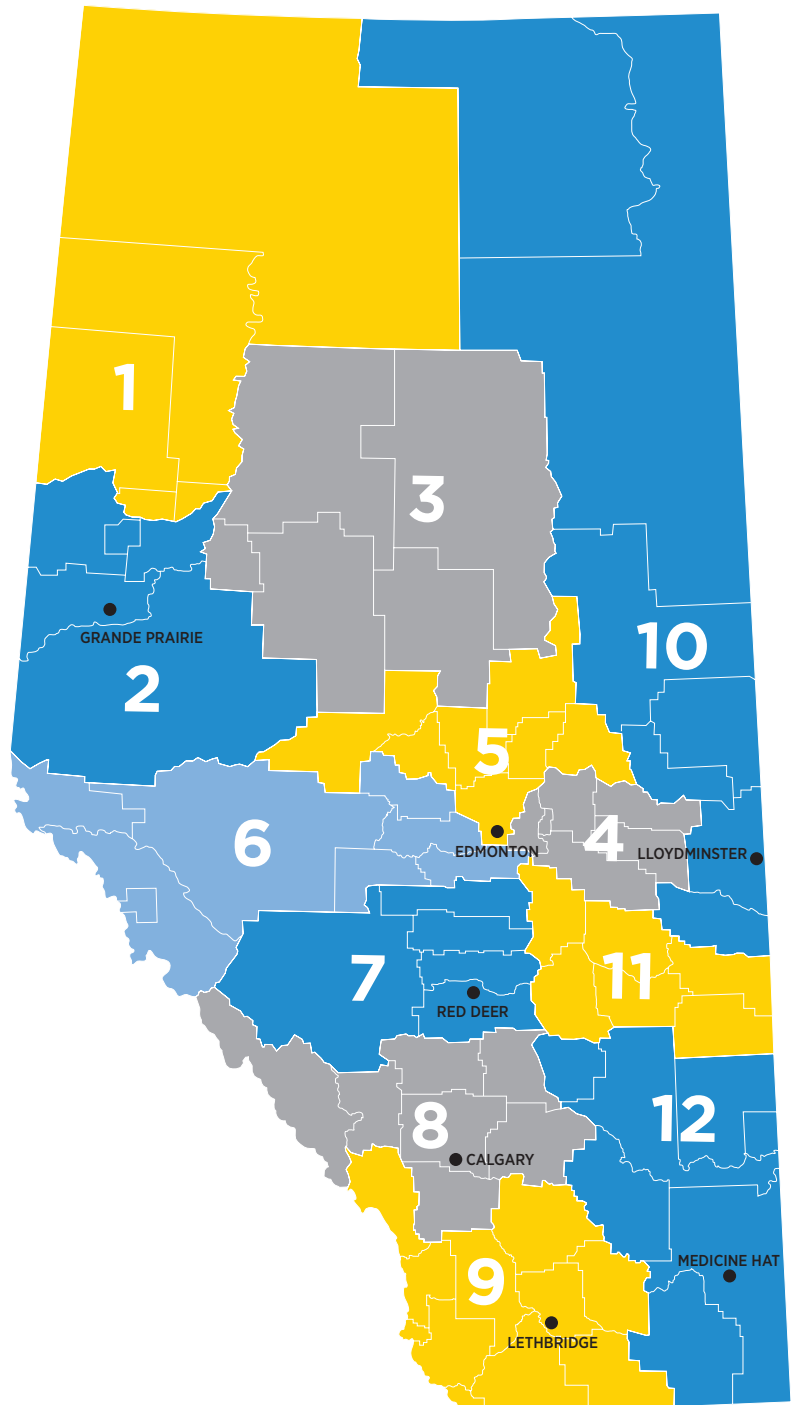 1
3
GRANDE PRAIRIE
10
2
5
EDMONTON
4
LLOYDMINSTER
6
7
RED DEER
11
8
CALGARY
12
MEDICINE HAT
9
LETHBRIDGE